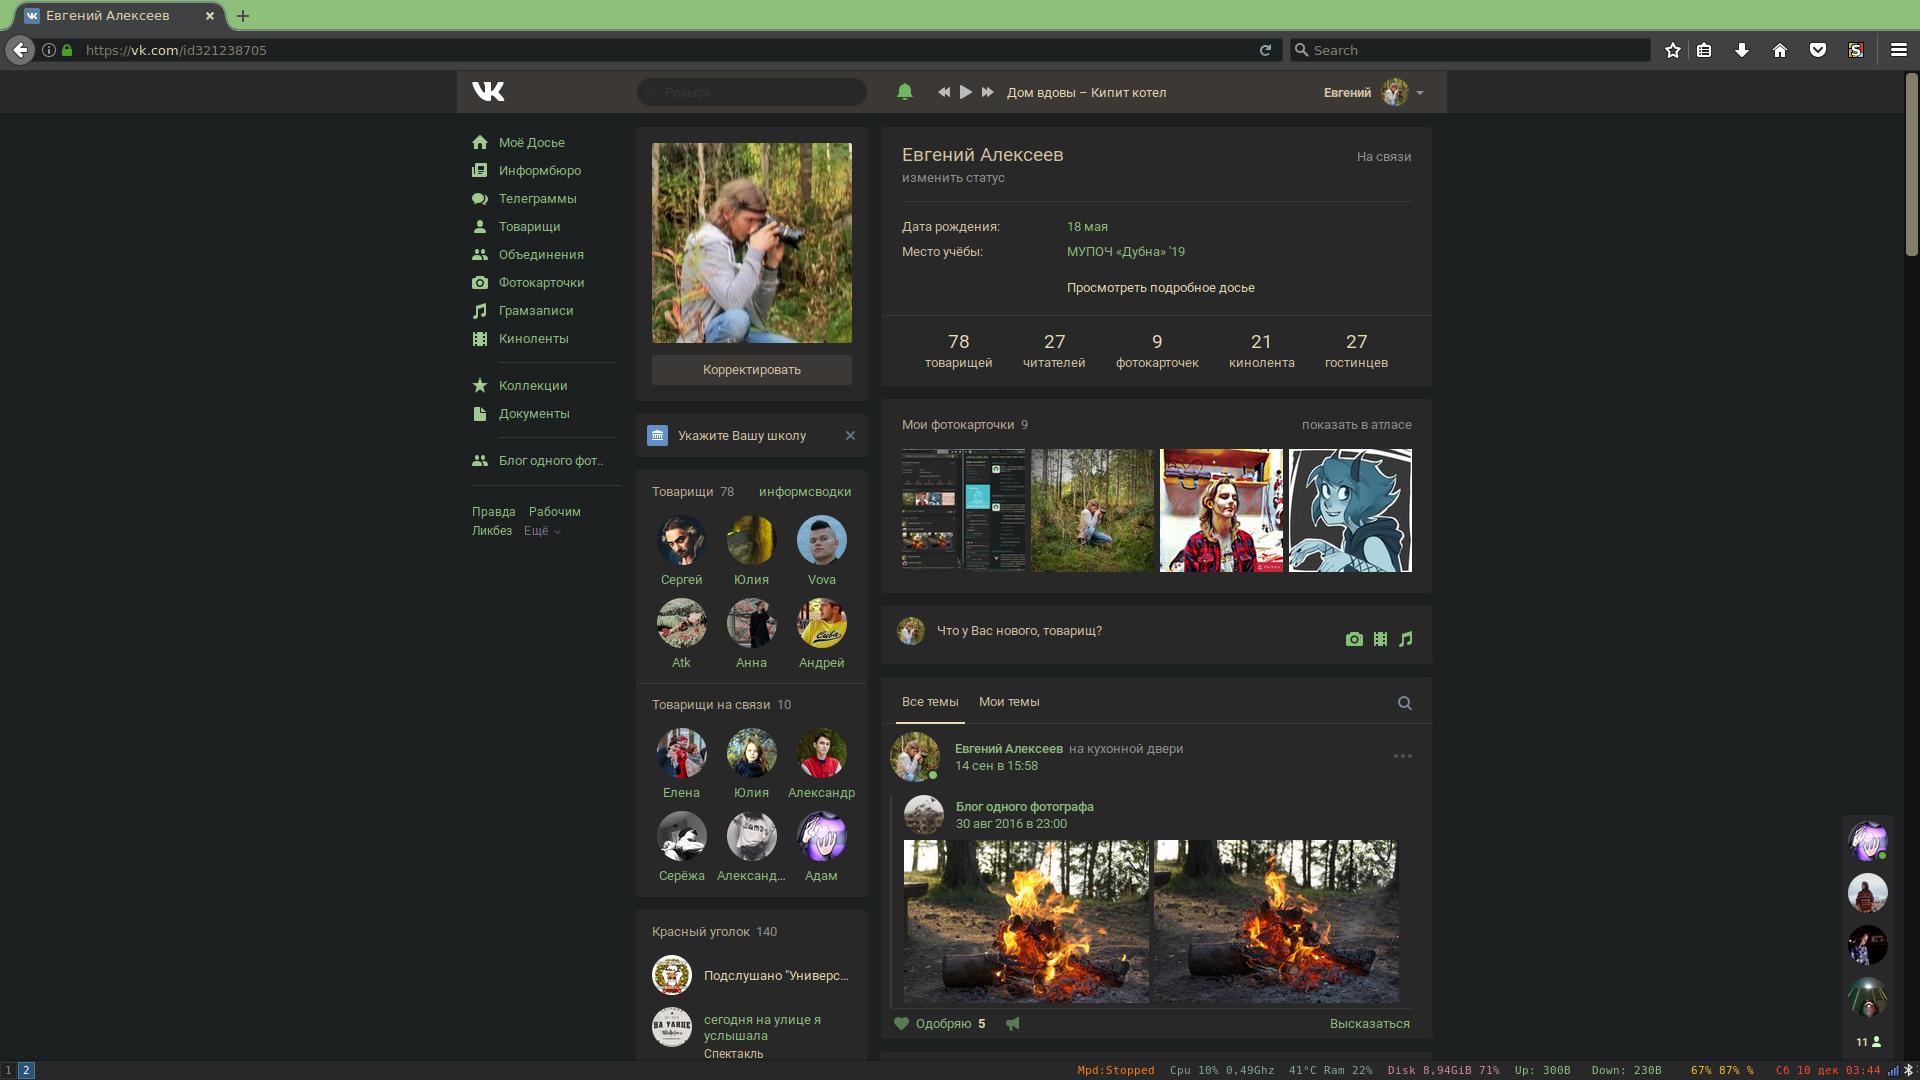 Евгений Алексеев
https://vk.com/id321238705
Search
Розыск
Дом вдовы – Кипит котел
Евгений
Моё Досье
Информбюро
Телеграммы
Товарищи
Объединения
Фотокарточки
Грамзаписи
Киноленты
Коллекции
Документы
Блог одного фот..
Правда Рабочим
Ликбез Ещё
Корректировать
Укажите Вашу школу
Товарищи 78 информсводки
Сергей Юлия Vova
Atk Анна Андрей
Товарищи на связи 10
Елена Юлия Александр
Серёжа Александ... Адам
Красный уголок 140
Подслушано "Универс...
сегодня на улице я
услышала
Спектакль
Евгений Алексеев На связи
изменить статус
Дата рождения: 18 мая
Место учёбы: МУПОЧ «Дубна» '19
Просмотреть подробное досье
78 27 9 21 27
товарищей читателей фотокарточек кинолента гостинцев
Мои фотокарточки 9 показать в атласе
Что у Вас нового, товарищ?
Все темы Мои темы
Евгений Алексеев на кухонной двери
14 сен в 15:58
Блог одного фотографа
30 авг 2016 в 23:00
Одобряю 5 Высказаться
11
1 2 Mpd:Stopped Cpu 10% 0,49Ghz 41°C Ram 22% Disk 8,94GiB 71% Up: 300B Down: 230B 67% 87% % Сб 10 дек 03:44